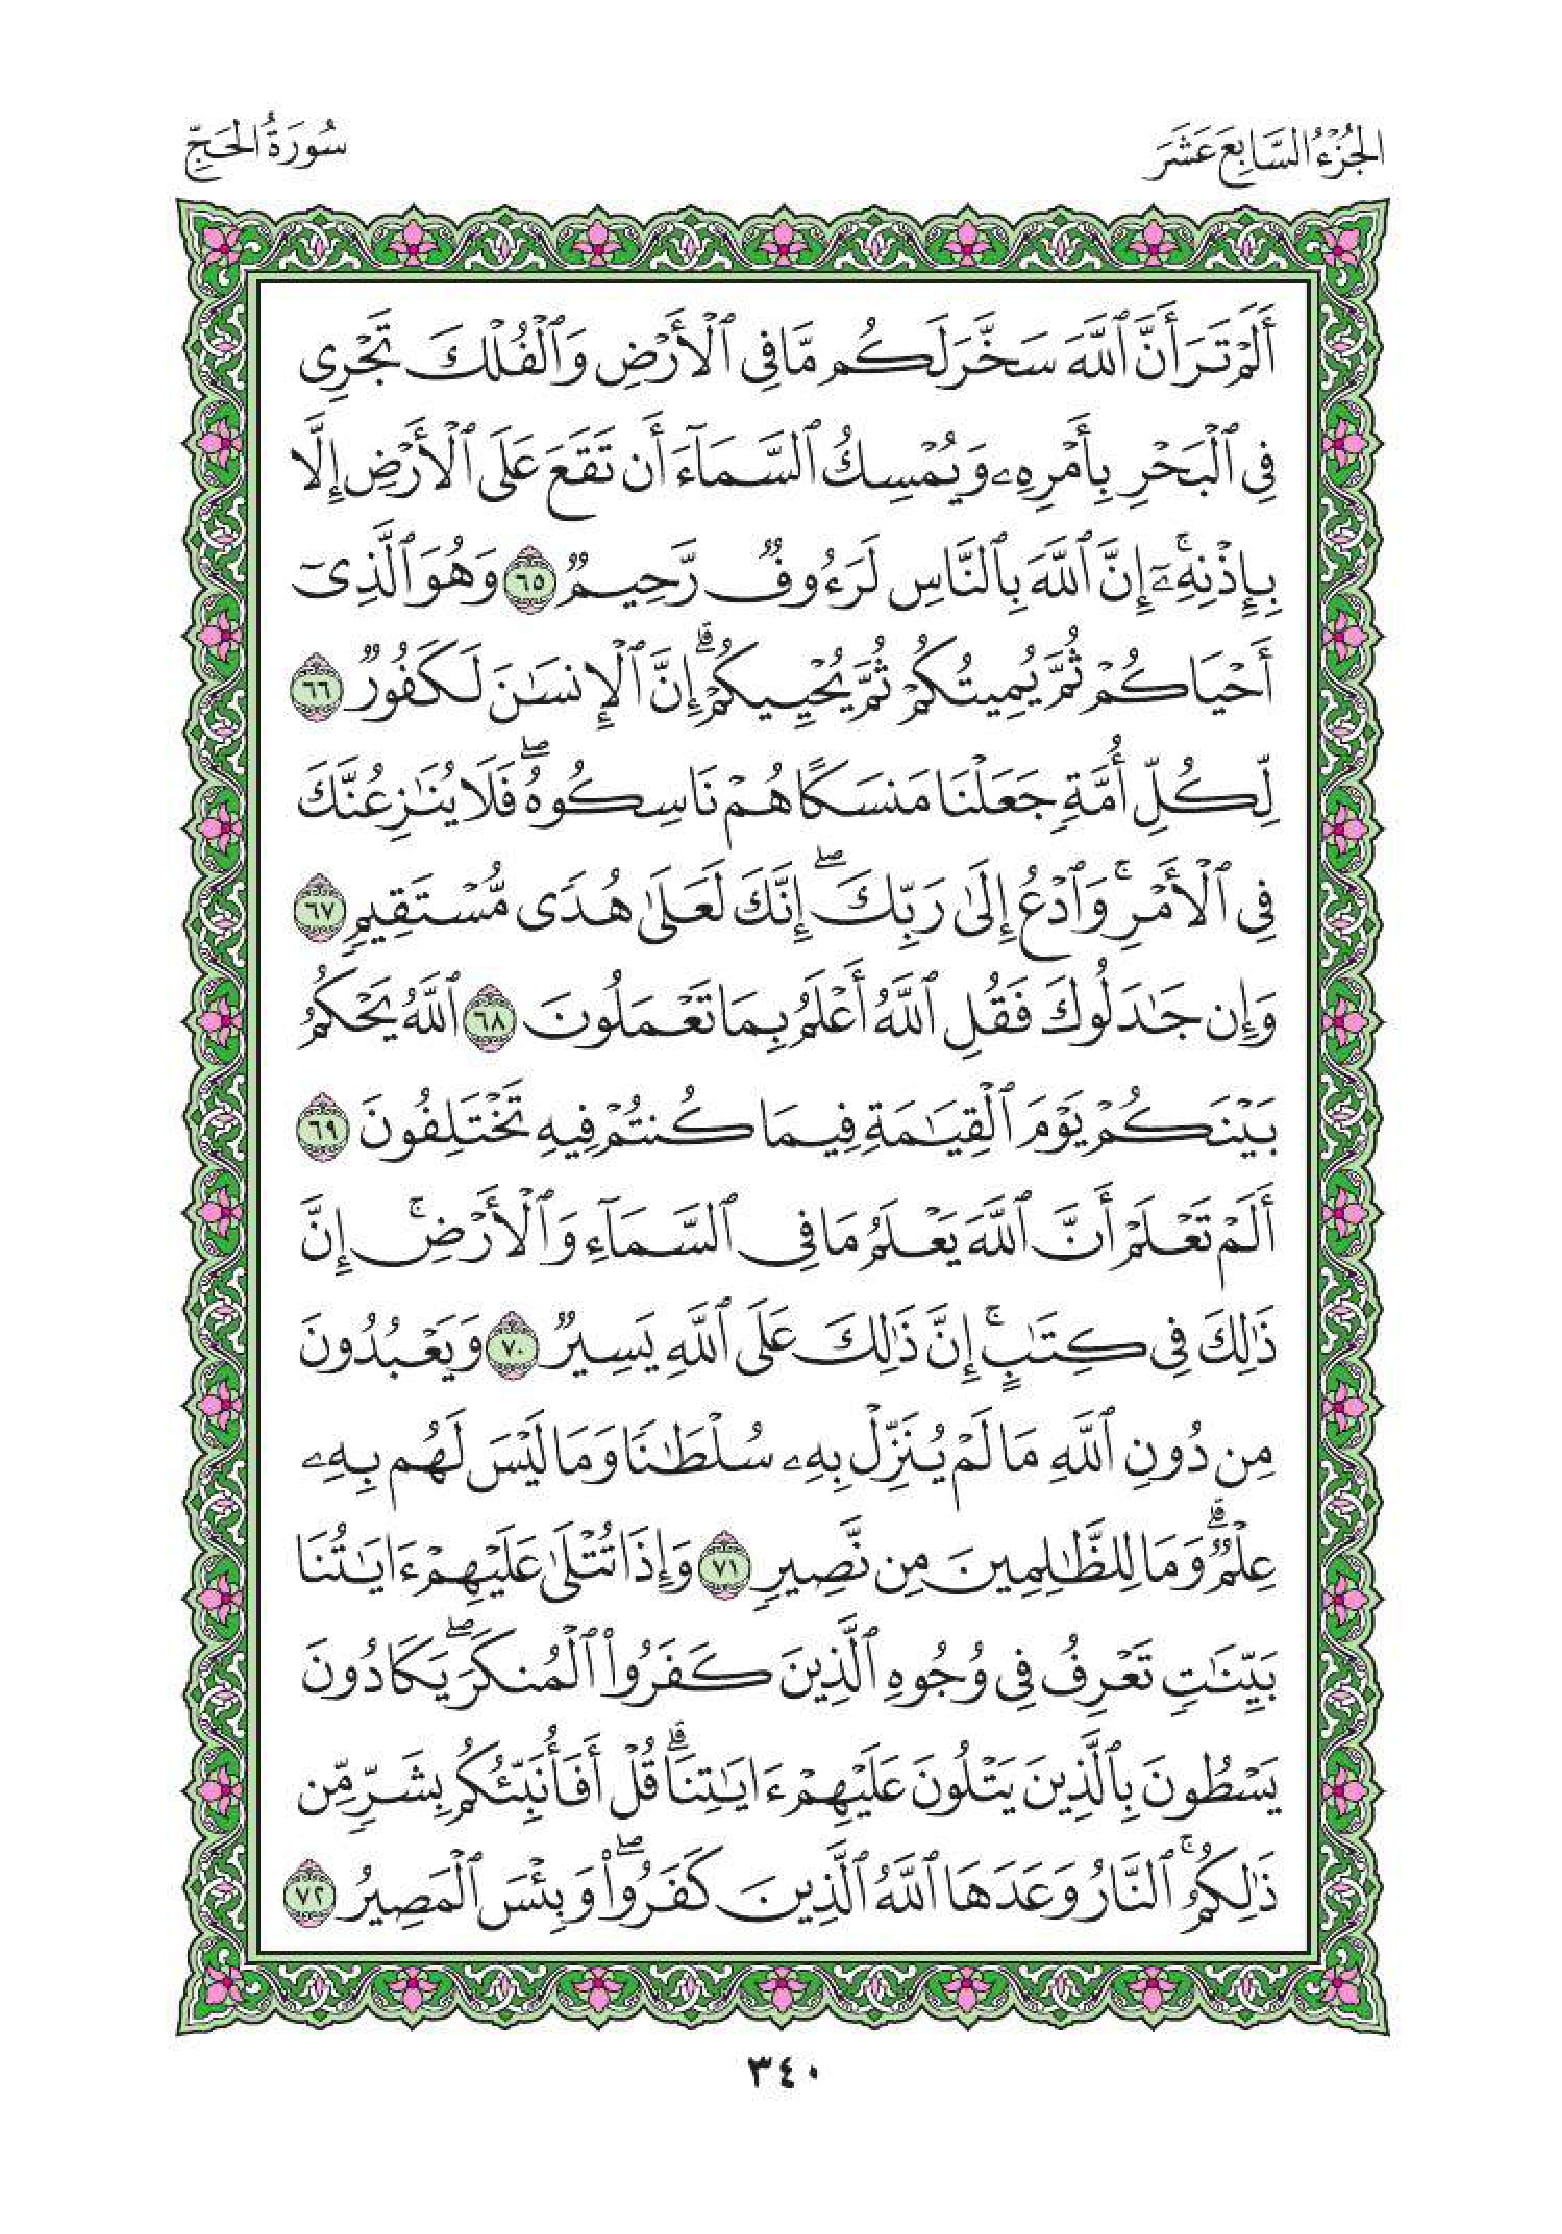 الجُزْءُ السَّابِعَ عَشَرَ
سُورَةُ الحَجِّ
أَلَمْ تَرَ أَنَّ ٱللَّهَ سَخَّرَ لَكُم مَّا فِى ٱلْأَرْضِ وَٱلْفُلْكَ تَجْرِى
فِى ٱلْبَحْرِ بِأَمْرِهِۦ وَيُمْسِكُ ٱلسَّمَآءَ أَن تَقَعَ عَلَى ٱلْأَرْضِ إِلَّا
بِإِذْنِهِۦٓ ۚ إِنَّ ٱللَّهَ بِٱلنَّاسِ لَرَءُوفٌ رَّحِيمٌ ٦٥ وَهُوَ ٱلَّذِىٓ
أَحْيَاكُمْ ثُمَّ يُمِيتُكُمْ ثُمَّ يُحْيِيكُمْ ۗ إِنَّ ٱلْإِنسَـٰنَ لَكَفُورٌ ٦٦
لِّكُلِّ أُمَّةٍ جَعَلْنَا مَنسَكًا هُمْ نَاسِكُوهُ ۖ فَلَا يُنَـٰزِعُنَّكَ
فِى ٱلْأَمْرِ ۚ وَٱدْعُ إِلَىٰ رَبِّكَ ۖ إِنَّكَ لَعَلَىٰ هُدًى مُّسْتَقِيمٍ ٦٧
وَإِن جَـٰدَلُوكَ فَقُلِ ٱللَّهُ أَعْلَمُ بِمَا تَعْمَلُونَ ٦٨ ٱللَّهُ يَحْكُمُ
بَيْنَكُمْ يَوْمَ ٱلْقِيَـٰمَةِ فِيمَا كُنتُمْ فِيهِ تَخْتَلِفُونَ ٦٩
أَلَمْ تَعْلَمْ أَنَّ ٱللَّهَ يَعْلَمُ مَا فِى ٱلسَّمَآءِ وَٱلْأَرْضِ ۚ إِنَّ
ذَٰلِكَ فِى كِتَـٰبٍ ۚ إِنَّ ذَٰلِكَ عَلَى ٱللَّهِ يَسِيرٌ ٧٠ وَيَعْبُدُونَ
مِن دُونِ ٱللَّهِ مَا لَمْ يُنَزِّلْ بِهِۦ سُلْطَـٰنًا وَمَا لَيْسَ لَهُم بِهِۦ
عِلْمٌ ۗ وَمَا لِلظَّـٰلِمِينَ مِن نَّصِيرٍ ٧١ وَإِذَا تُتْلَىٰ عَلَيْهِمْ ءَايَـٰتُنَا
بَيِّنَـٰتٍ تَعْرِفُ فِى وُجُوهِ ٱلَّذِينَ كَفَرُوا۟ ٱلْمُنكَرَ ۖ يَكَادُونَ
يَسْطُونَ بِٱلَّذِينَ يَتْلُونَ عَلَيْهِمْ ءَايَـٰتِنَا ۗ قُلْ أَفَأُنَبِّئُكُم بِشَرٍّ مِّن
ذَٰلِكُمُ ۚ ٱلنَّارُ وَعَدَهَا ٱللَّهُ ٱلَّذِينَ كَفَرُوا۟ ۖ وَبِئْسَ ٱلْمَصِيرُ ٧٢
٣٤٠